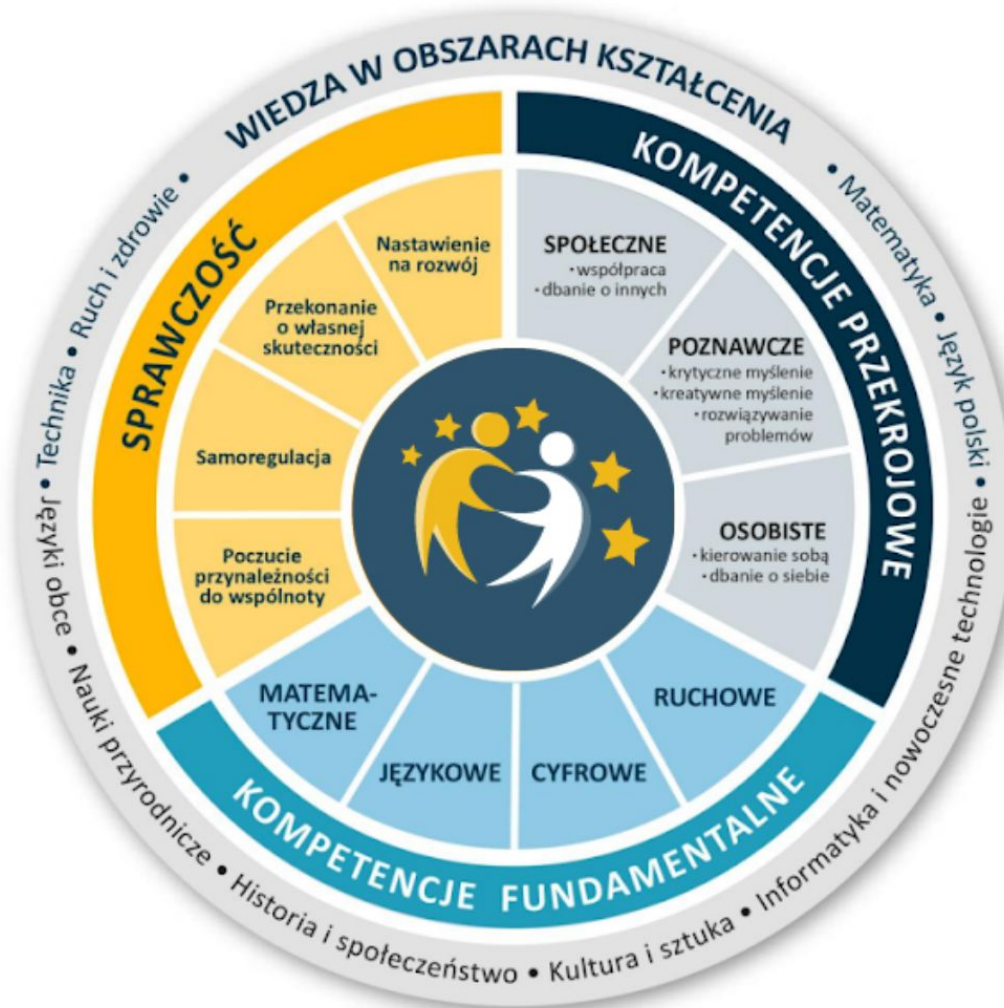 WIEDZA W OBSZARACH KSZTAŁCENIA
• Matematyka • Język polski • Informatyka i nowoczesne technologie • Kultura i sztuka • Historia i społeczeństwo • Nauki przyrodnicze • Języki obce • Technika • Ruch i zdrowie •
SPRAWCZOŚĆ
Nastawienie
na rozwój
Przekonanie
o własnej
skuteczności
Samoregulacja
Poczucie
przynależności
do wspólnoty
KOMPETENCJE PRZEKROJOWE
SPOŁECZNE
• współpraca
• dbanie o innych
POZNAWCZE
• krytyczne myślenie
• kreatywne myślenie
• rozwiązywanie
problemów
OSOBISTE
• kierowanie sobą
• dbanie o siebie
KOMPETENCJE FUNDAMENTALNE
MATEMA-
TYCZNE
JĘZYKOWE
CYFROWE
RUCHOWE